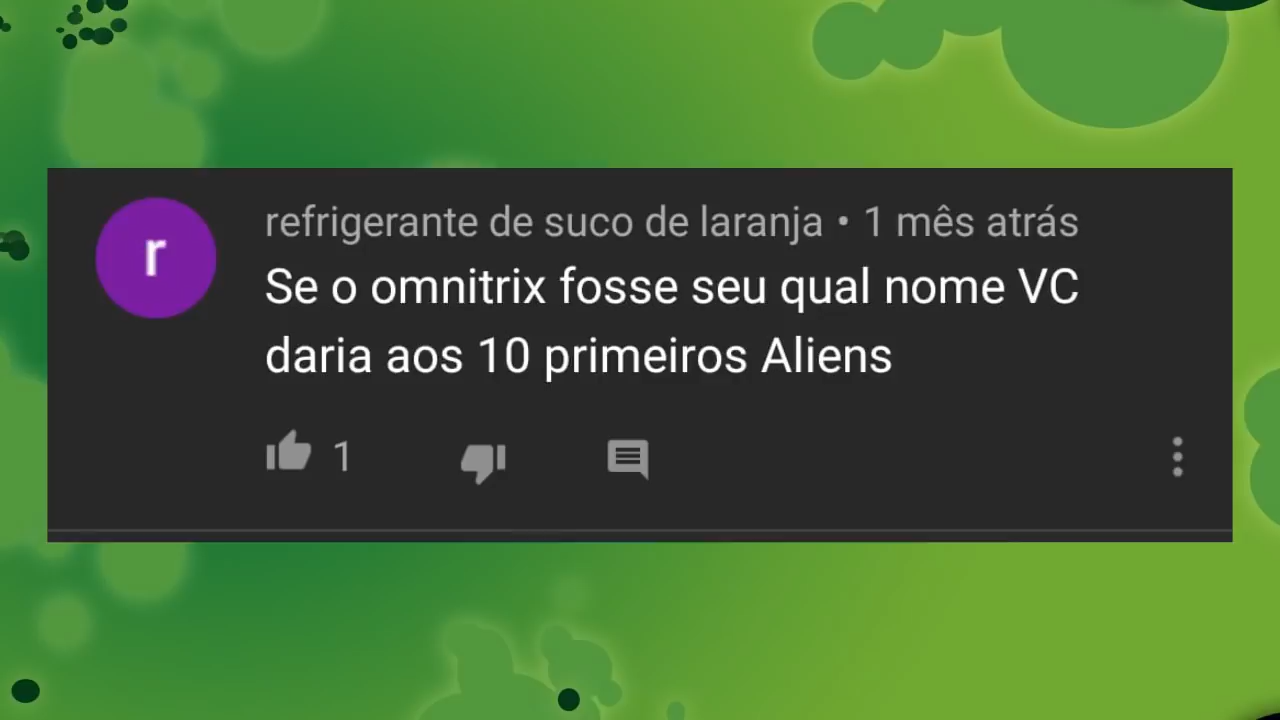 r
refrigerante de suco de laranja • 1 mês atrás
Se o omnitrix fosse seu qual nome VC
daria aos 10 primeiros Aliens
1